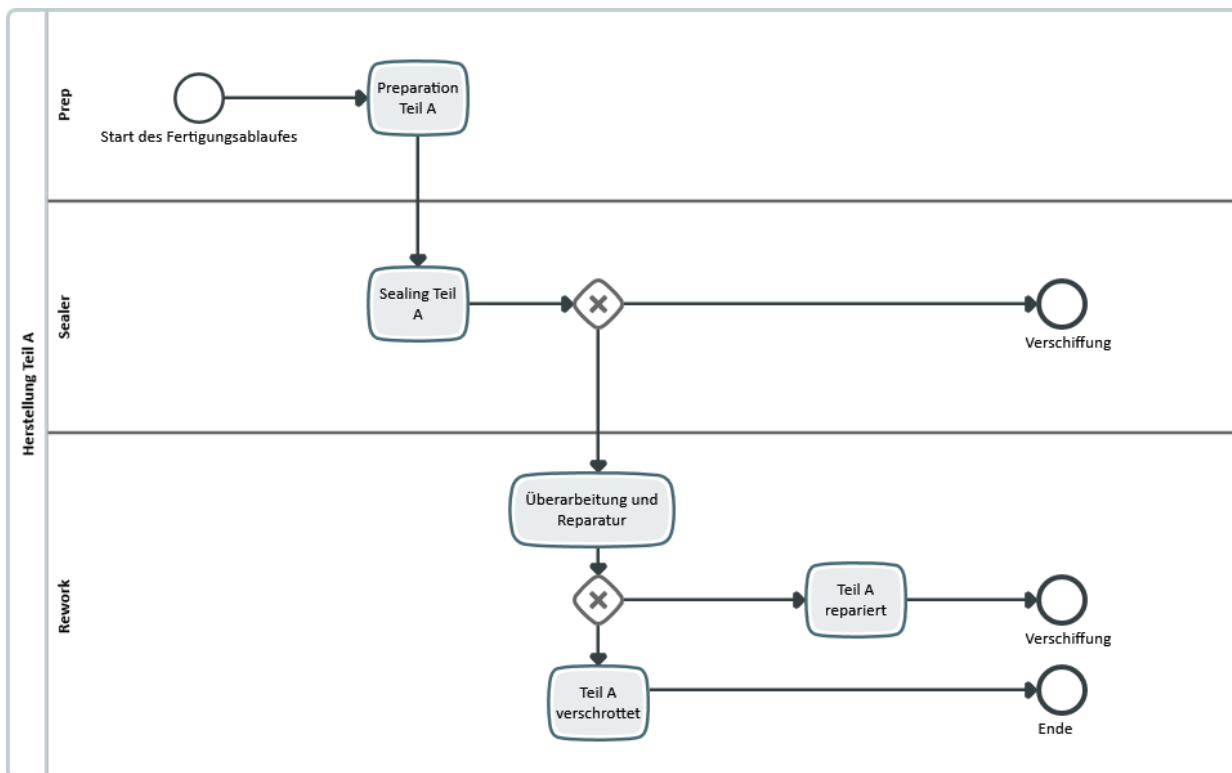 Herstellung Teil A
Prep
Start des Fertigungsablaufes
Preparation
Teil A
Sealer
Sealing Teil
A
Verschiffung
Rework
Überarbeitung und
Reparatur
Teil A
repariert
Verschiffung
Teil A
verschrottet
Ende